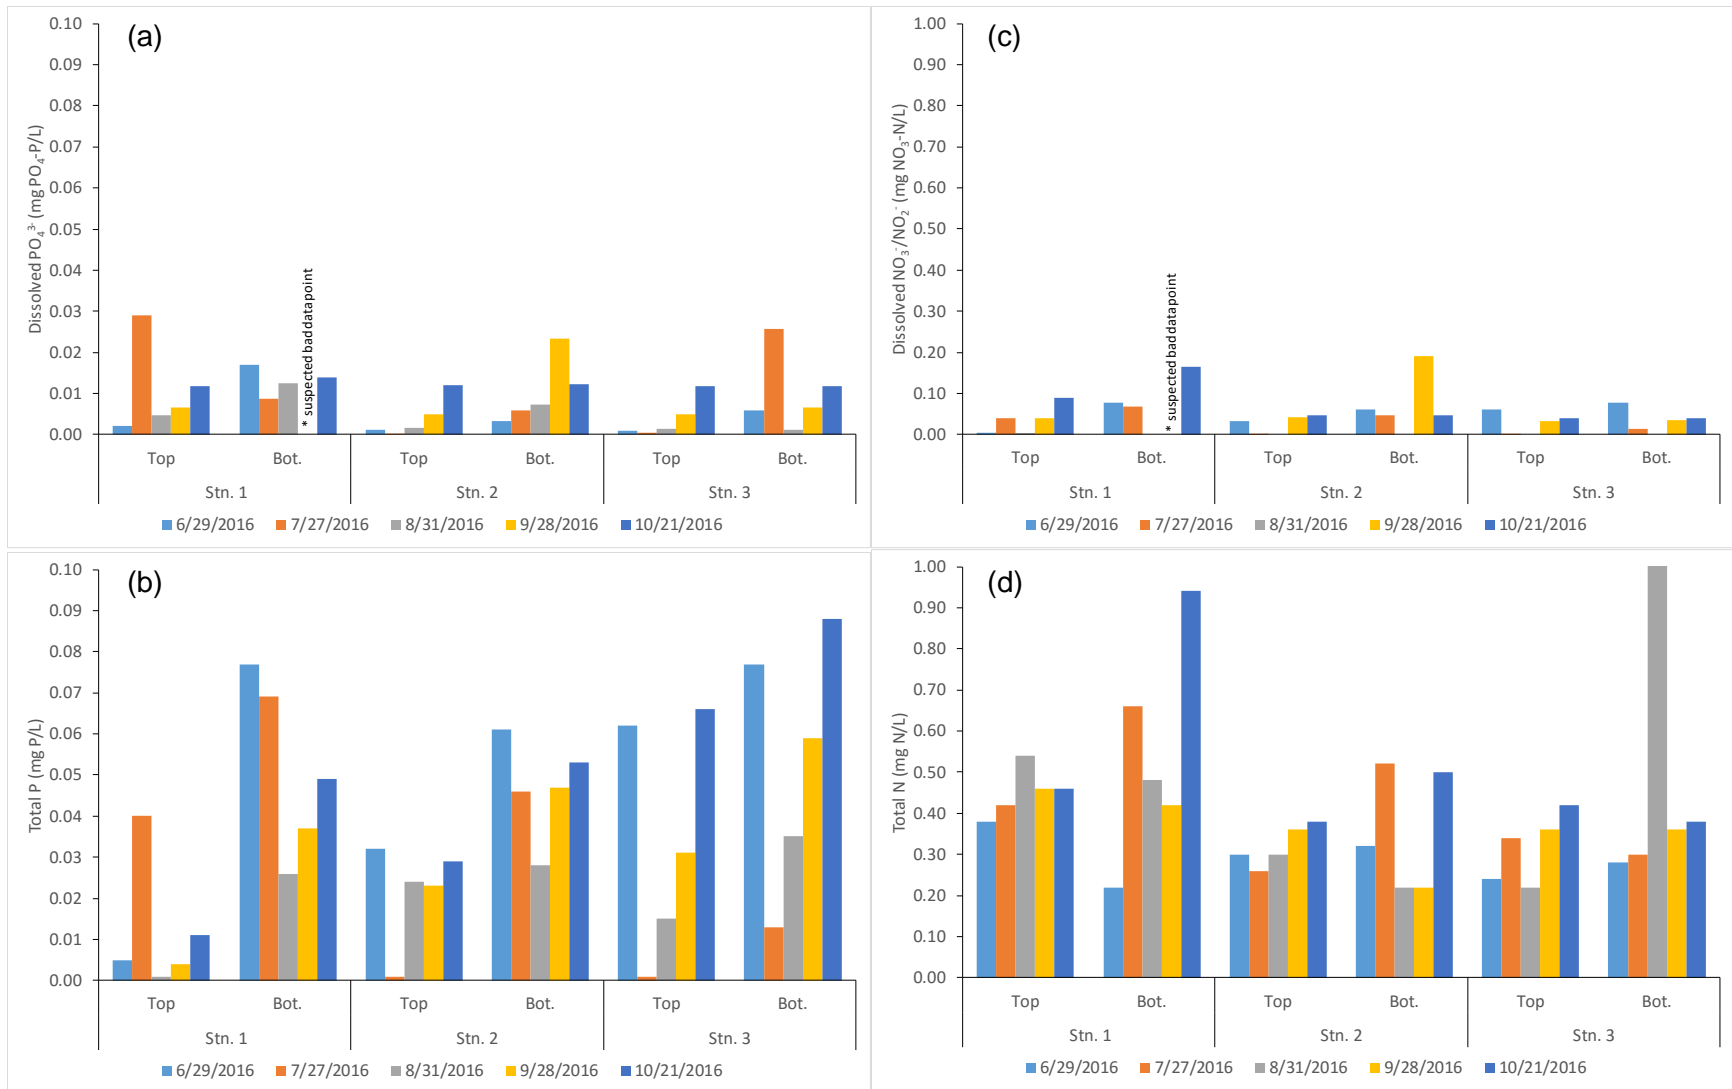 (a)
Dissolved PO₄³⁻ (mg PO₄-P/L)
0.10
0.09
0.08
0.07
0.06
0.05
0.04
0.03
0.02
0.01
0.00
* suspected bad datapoint
Top Bot. Top Bot. Top Bot.
Stn. 1 Stn. 2 Stn. 3
6/29/2016 7/27/2016 8/31/2016 9/28/2016 10/21/2016
(c)
Dissolved NO₃⁻/NO₂⁻ (mg NO₃-N/L)
1.00
0.90
0.80
0.70
0.60
0.50
0.40
0.30
0.20
0.10
0.00
* suspected bad datapoint
Top Bot. Top Bot. Top Bot.
Stn. 1 Stn. 2 Stn. 3
6/29/2016 7/27/2016 8/31/2016 9/28/2016 10/21/2016
(b)
Total P (mg P/L)
0.10
0.09
0.08
0.07
0.06
0.05
0.04
0.03
0.02
0.01
0.00
Top Bot. Top Bot. Top Bot.
Stn. 1 Stn. 2 Stn. 3
6/29/2016 7/27/2016 8/31/2016 9/28/2016 10/21/2016
(d)
Total N (mg N/L)
1.00
0.90
0.80
0.70
0.60
0.50
0.40
0.30
0.20
0.10
0.00
Top Bot. Top Bot. Top Bot.
Stn. 1 Stn. 2 Stn. 3
6/29/2016 7/27/2016 8/31/2016 9/28/2016 10/21/2016